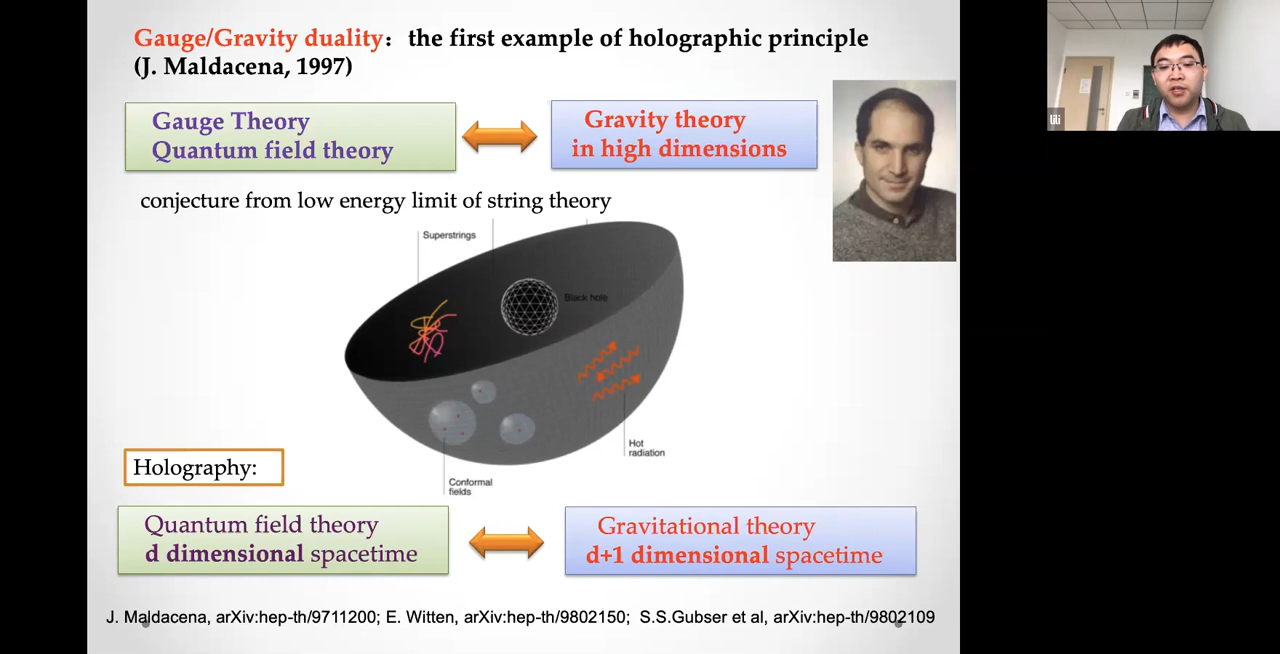 Gauge/Gravity duality:  the first example of holographic principle
(J. Maldacena, 1997)
Gauge Theory
Quantum field theory
Gravity theory
in high dimensions
conjecture from low energy limit of string theory
Superstrings
Black hole
Hot
radiation
Conformal
fields
Holography:
Quantum field theory
d dimensional spacetime
Gravitational theory
d+1 dimensional spacetime
J. Maldacena, arXiv:hep-th/9711200; E. Witten, arXiv:hep-th/9802150;  S.S.Gubser et al, arXiv:hep-th/9802109
lili